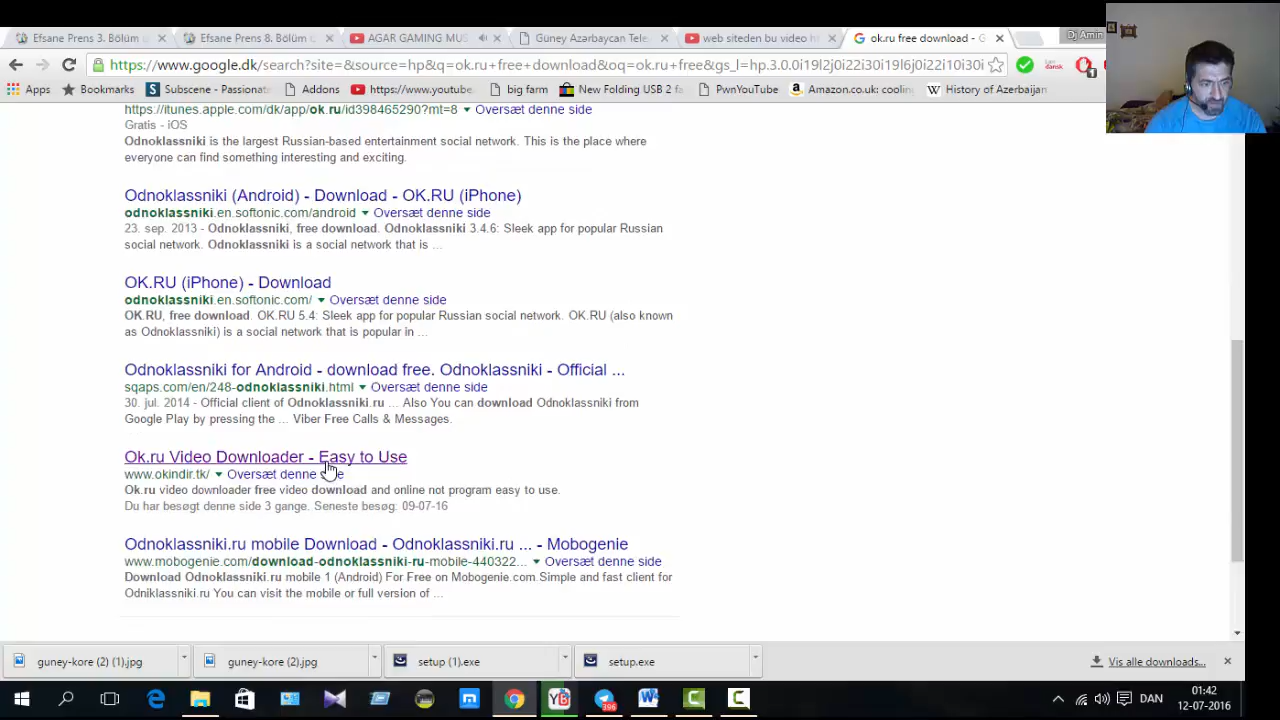 Efsane Prens 3. Bölüm
Efsane Prens 8. Bölüm
AGAR GAMING MUS
Güney Azərbaycan Tele
web siteden bu video h
ok.ru free download - G
Amin
https://www.google.dk/search?site=&source=hp&q=ok.ru+free+download&oq=ok.ru+free&gs_l=hp.3.0.0i19l2j0i22i30i19l6j0i22i10i30i
Apps
Bookmarks
Subscene - Passionat
https://www.youtube
Addons
big farm
New Folding USB 2 fa
PwnYouTube
Amazon.co.uk: cooling
History of Azerbaijan
https://itunes.apple.com/dk/app/ok.ru/id398465290?mt=8 Oversæt denne side
Gratis - iOS
Odnoklassniki is the largest Russian-based entertainment social network. This is the place where
everyone can find something interesting and exciting.
Odnoklassniki (Android) - Download - OK.RU (iPhone)
odnoklassniki.en.softonic.com/android Oversæt denne side
23. sep. 2013 - Odnoklassniki, free download. Odnoklassniki 3.4.6: Sleek app for popular Russian
social network. Odnoklassniki is a social network that is ...
OK.RU (iPhone) - Download
odnoklassniki.en.softonic.com/ Oversæt denne side
OK.RU, free download. OK.RU 5.4: Sleek app for popular Russian social network. OK.RU (also known
as Odnoklassniki) is a social network that is popular in ...
Odnoklassniki for Android - download free. Odnoklassniki - Official ...
sqaps.com/en/248-odnoklassniki.html Oversæt denne side
30. jul. 2014 - Official client of Odnoklassniki.ru ... Also You can download Odnoklassniki from
Google Play by pressing the ... Viber Free Calls & Messages.
Ok.ru Video Downloader - Easy to Use
www.okindir.tk/ Oversæt denne side
Ok.ru video downloader free video download and online not program easy to use.
Du har besøgt denne side 3 gange. Seneste besøg: 09-07-16
Odnoklassniki.ru mobile Download - Odnoklassniki.ru ... - Mobogenie
www.mobogenie.com/download-odnoklassniki-ru-mobile-440322... Oversæt denne side
Download Odnoklassniki.ru mobile 1 (Android) For Free on Mobogenie.com.Simple and fast client for
Odniklassniki.ru You can visit the mobile or full version of ...
guney-kore (2) (1).jpg
guney-kore (2).jpg
setup (1).exe
setup.exe
Vis alle downloads...
396
DAN
01:42
12-07-2016